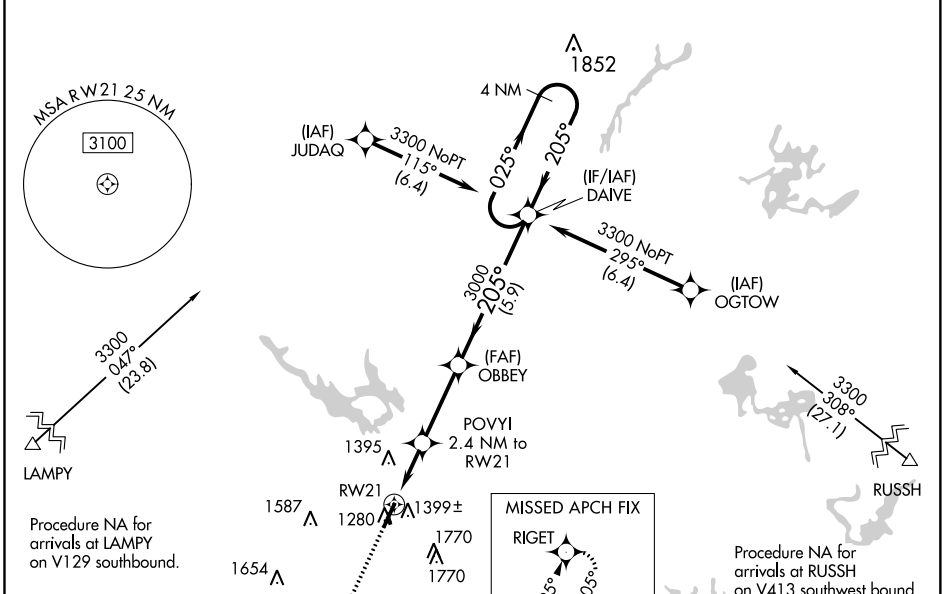 1852
4 NM
MSA RW21 25 NM
3100
(IAF)
JUDAQ
3300 NoPT
115°
(6.4)
025°
205°
(IF/IAF)
DAIVE
3300 NoPT
295°
(6.4)
(IAF)
OGTOW
3000
205°
(5.9)
3300
047°
(23.8)
LAMPY
(FAF)
OBBEY
3300
308°
(27.1)
RUSSH
POVYI
2.4 NM to
RW21
1395
RW21
1587
1280
1399±
1770
1770
1654
Procedure NA for
arrivals at LAMPY
on V129 southbound.
MISSED APCH FIX
RIGET
Procedure NA for
arrivals at RUSSH
on V413 southwest bound